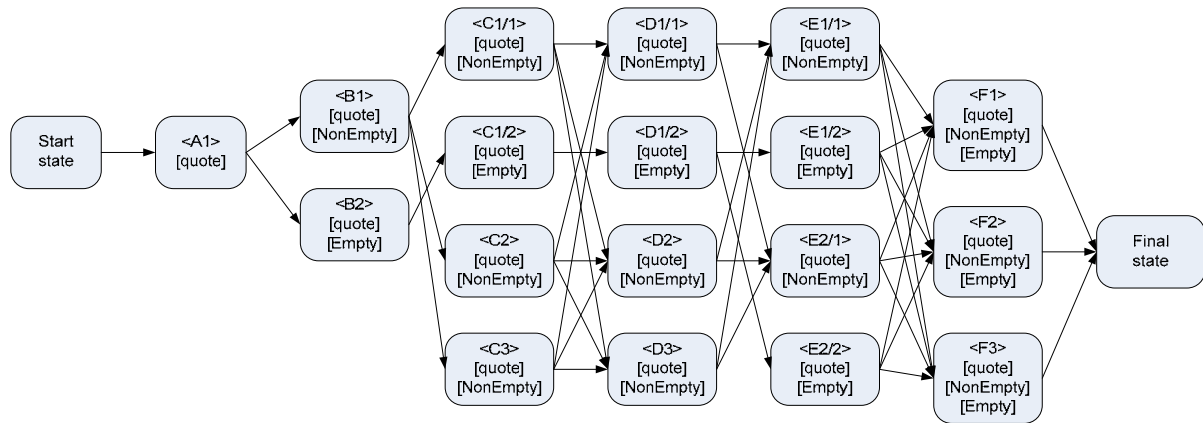 Start
state
<A1>
[quote]
<B1>
[quote]
[NonEmpty]
<B2>
[quote]
[Empty]
<C1/1>
[quote]
[NonEmpty]
<C1/2>
[quote]
[Empty]
<C2>
[quote]
[NonEmpty]
<C3>
[quote]
[NonEmpty]
<D1/1>
[quote]
[NonEmpty]
<D1/2>
[quote]
[Empty]
<D2>
[quote]
[NonEmpty]
<D3>
[quote]
[NonEmpty]
<E1/1>
[quote]
[NonEmpty]
<E1/2>
[quote]
[Empty]
<E2/1>
[quote]
[NonEmpty]
<E2/2>
[quote]
[Empty]
<F1>
[quote]
[NonEmpty]
[Empty]
<F2>
[quote]
[NonEmpty]
[Empty]
<F3>
[quote]
[NonEmpty]
[Empty]
Final
state